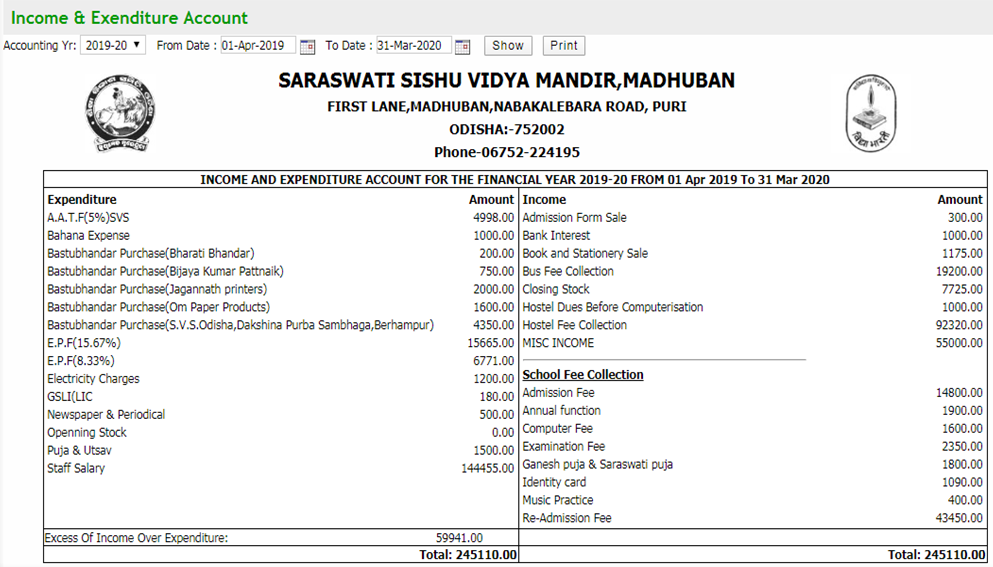 Income & Exenditure Account
Accounting Yr: 2019-20 From Date : 01-Apr-2019 To Date : 31-Mar-2020 Show Print
SARASWATI SISHU VIDYA MANDIR,MADHUBAN
FIRST LANE,MADHUBAN,NABAKALEBARA ROAD, PURI
ODISHA:-752002
Phone-06752-224195
INCOME AND EXPENDITURE ACCOUNT FOR THE FINANCIAL YEAR 2019-20 FROM 01 Apr 2019 To 31 Mar 2020
Expenditure Amount
A.A.T.F(5%)SVS 4998.00
Bahana Expense 1000.00
Bastubhandar Purchase(Bharati Bhandar) 200.00
Bastubhandar Purchase(Bijaya Kumar Pattnaik) 750.00
Bastubhandar Purchase(Jagannath printers) 2000.00
Bastubhandar Purchase(Om Paper Products) 1600.00
Bastubhandar Purchase(S.V.S.Odisha,Dakshina Purba Sambhaga,Berhampur) 4350.00
E.P.F(15.67%) 15665.00
E.P.F(8.33%) 6771.00
Electricity Charges 1200.00
GSLI(LIC 180.00
Newspaper & Periodical 500.00
Openning Stock 0.00
Puja & Utsav 1500.00
Staff Salary 144455.00
Excess Of Income Over Expenditure: 59941.00
Total: 245110.00
Income Amount
Admission Form Sale 300.00
Bank Interest 1000.00
Book and Stationery Sale 1175.00
Bus Fee Collection 19200.00
Closing Stock 7725.00
Hostel Dues Before Computerisation 1000.00
Hostel Fee Collection 92320.00
MISC INCOME 55000.00
School Fee Collection
Admission Fee 14800.00
Annual function 1900.00
Computer Fee 1600.00
Examination Fee 2350.00
Ganesh puja & Saraswati puja 1800.00
Identity card 1090.00
Music Practice 400.00
Re-Admission Fee 43450.00
Total: 245110.00